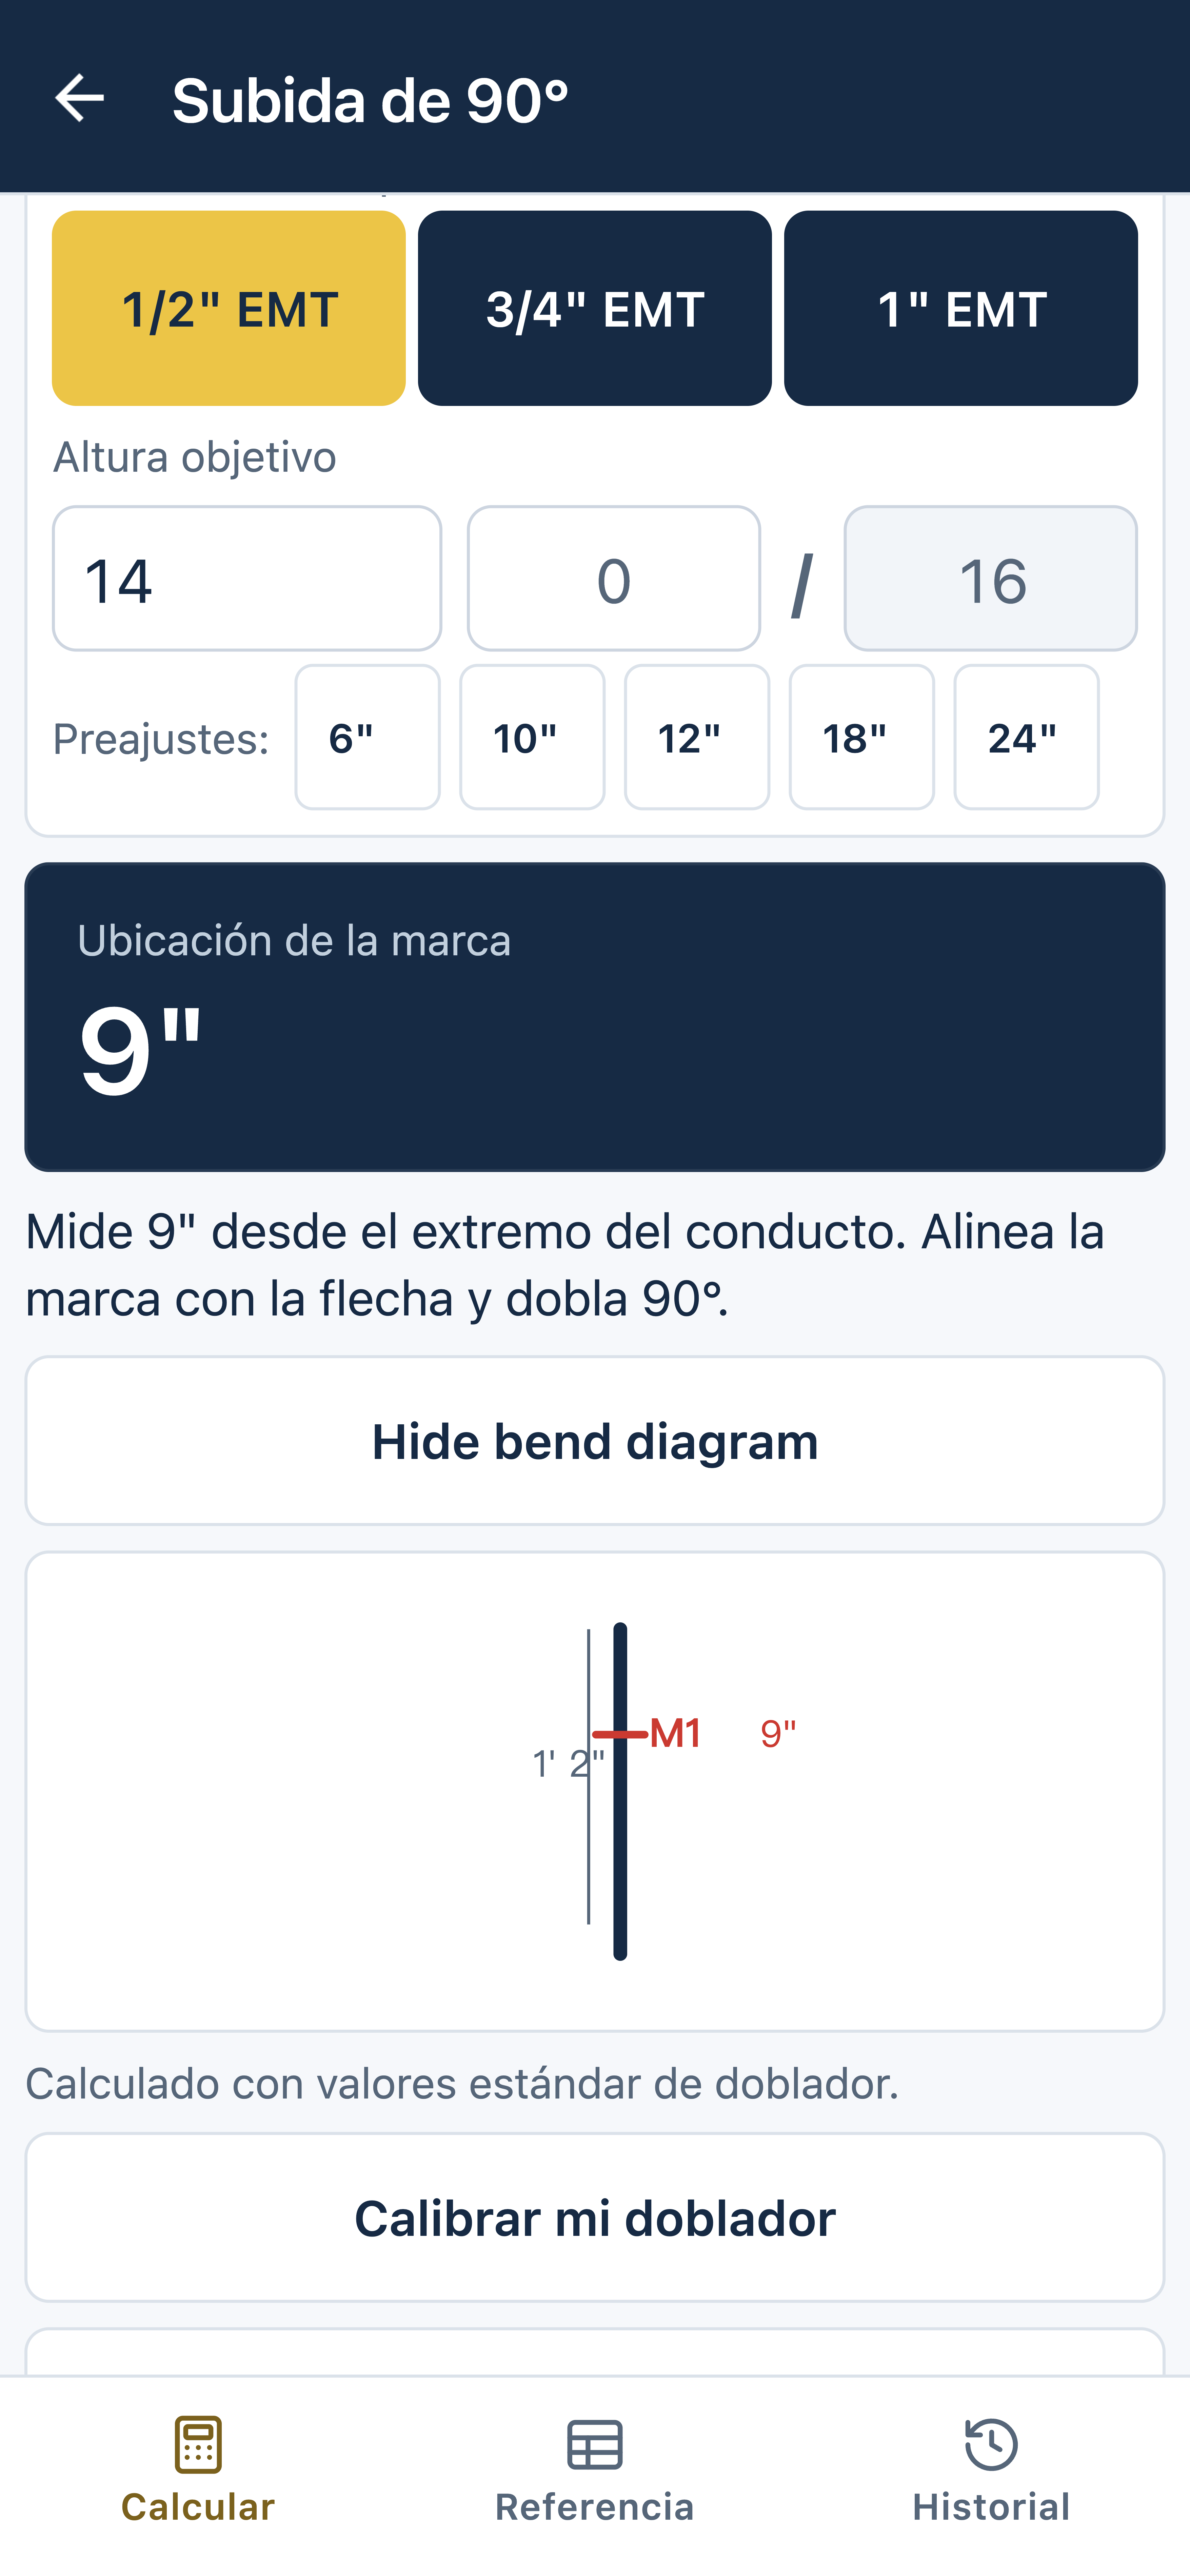 Subida de 90°
1/2" EMT
3/4" EMT
1" EMT
Altura objetivo
14
0
/
16
Preajustes:
6"
10"
12"
18"
24"
Ubicación de la marca
9"
Mide 9" desde el extremo del conducto. Alinea la
marca con la flecha y dobla 90°.
Hide bend diagram
M1
9"
1' 2"
Calculado con valores estándar de doblador.
Calibrar mi doblador
Calcular
Referencia
Historial